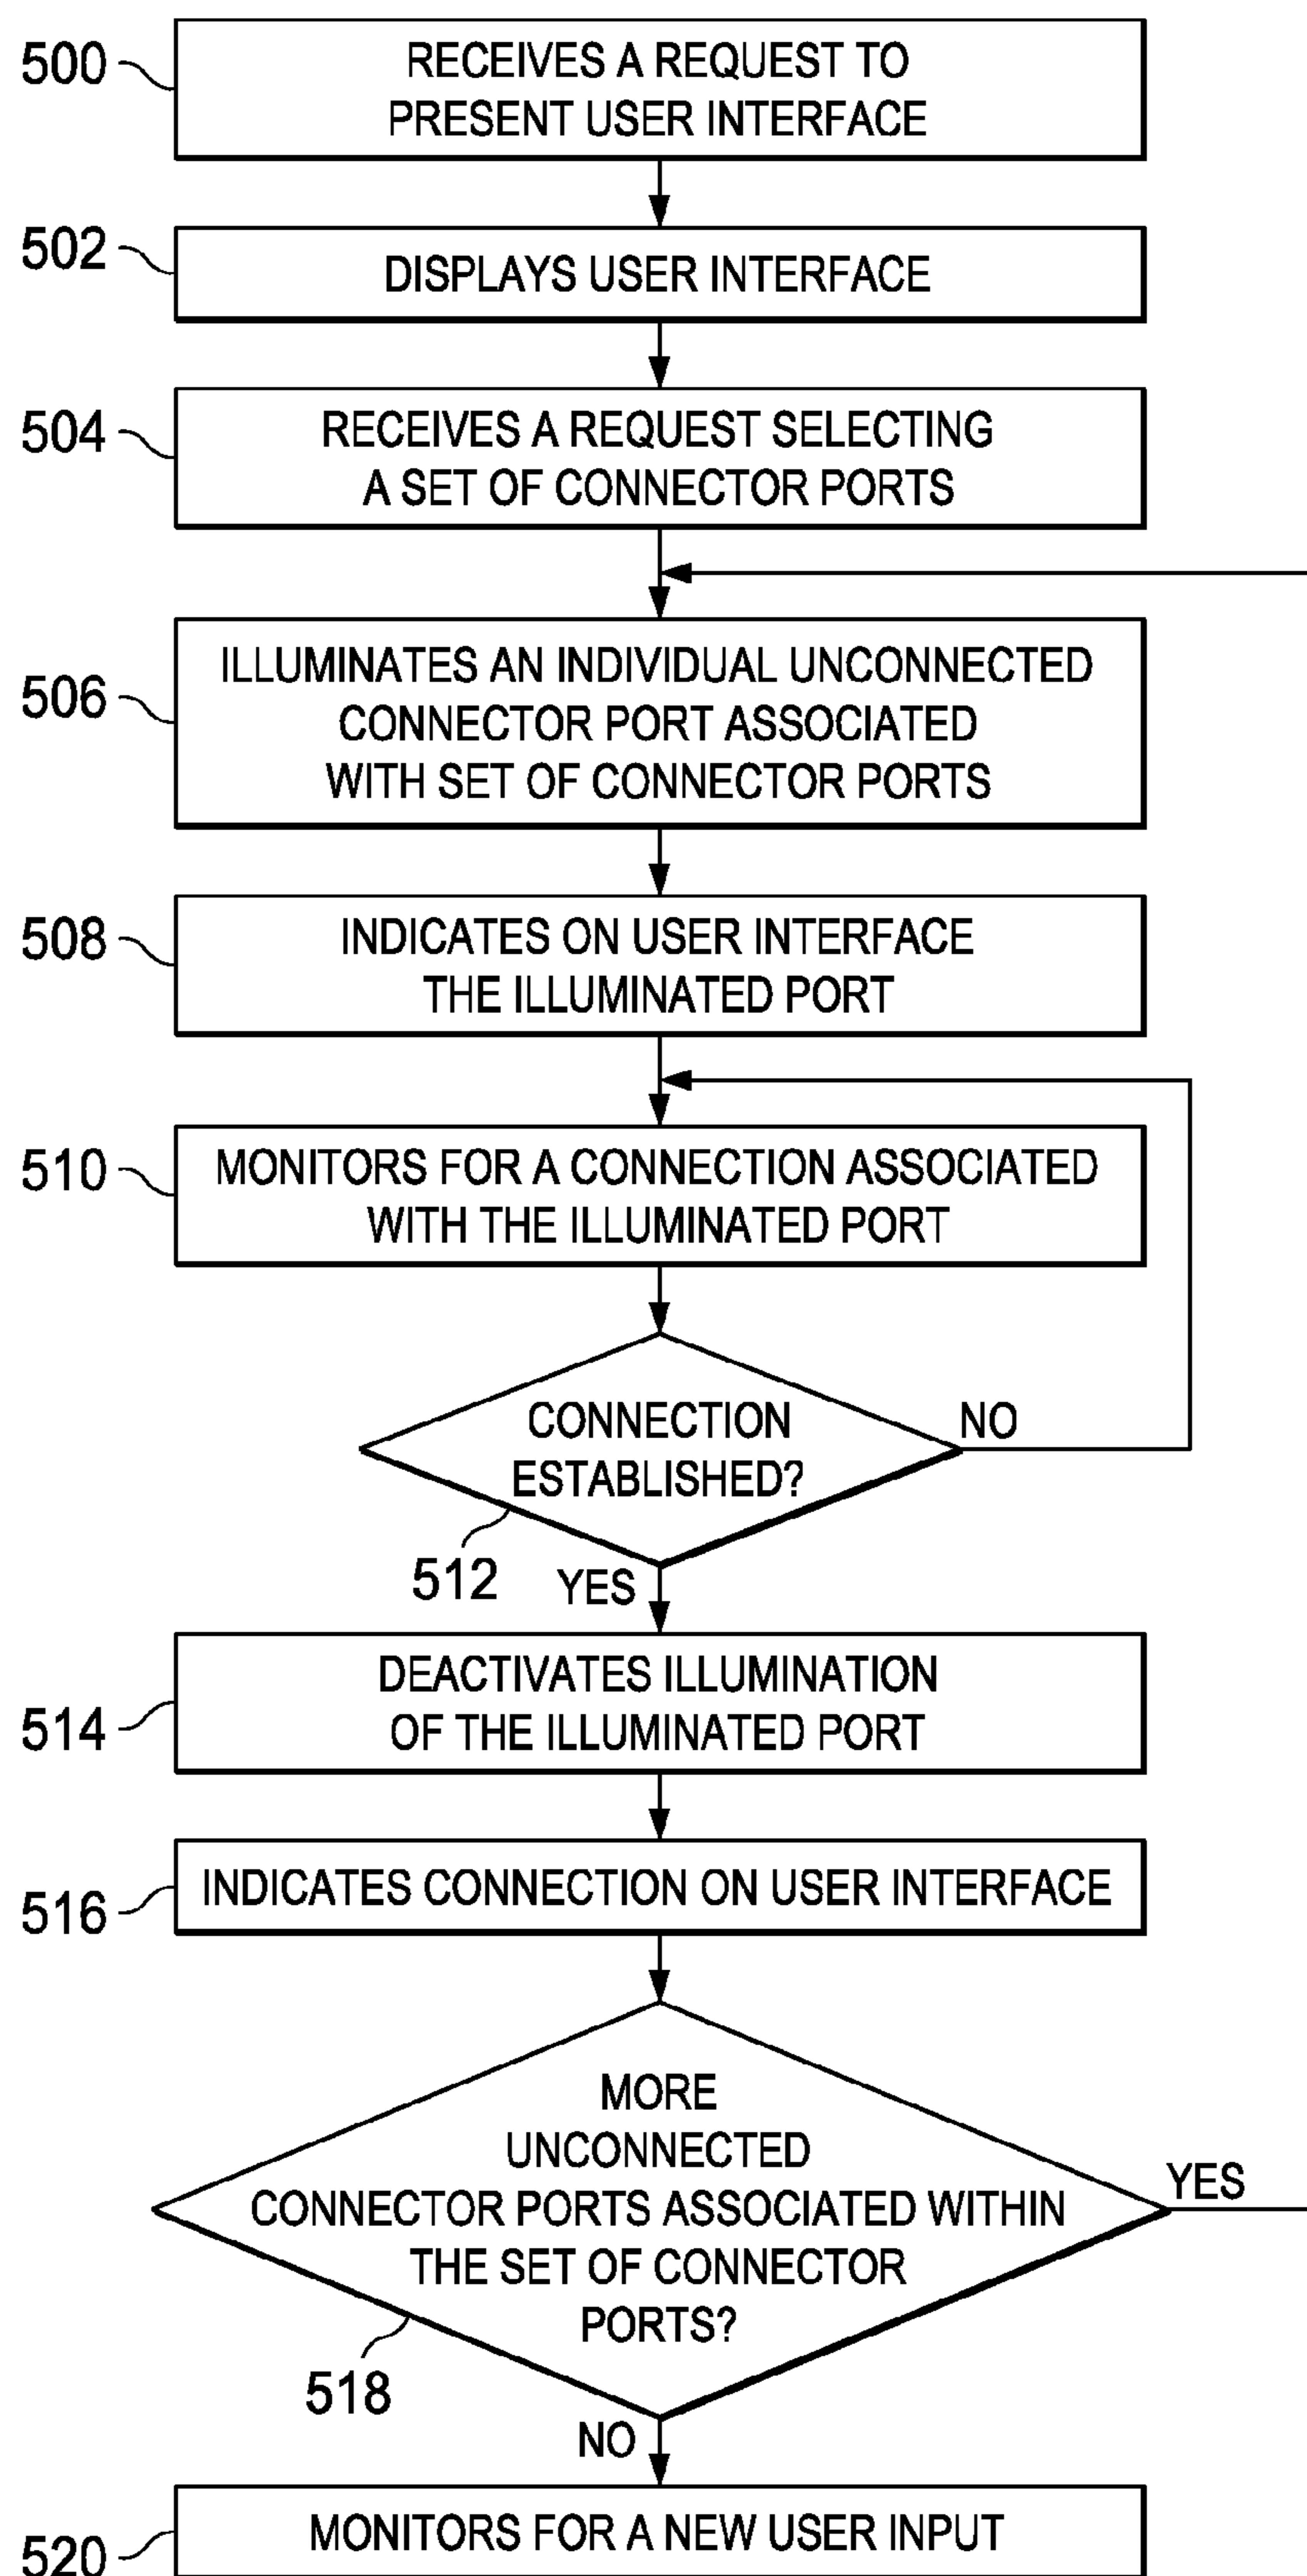 500
RECEIVES A REQUEST TO
PRESENT USER INTERFACE
502
DISPLAYS USER INTERFACE
504
RECEIVES A REQUEST SELECTING
A SET OF CONNECTOR PORTS
506
ILLUMINATES AN INDIVIDUAL UNCONNECTED
CONNECTOR PORT ASSOCIATED
WITH SET OF CONNECTOR PORTS
508
INDICATES ON USER INTERFACE
THE ILLUMINATED PORT
510
MONITORS FOR A CONNECTION ASSOCIATED
WITH THE ILLUMINATED PORT
CONNECTION
ESTABLISHED?
NO
512
YES
514
DEACTIVATES ILLUMINATION
OF THE ILLUMINATED PORT
516
INDICATES CONNECTION ON USER INTERFACE
MORE
UNCONNECTED
CONNECTOR PORTS ASSOCIATED WITHIN
THE SET OF CONNECTOR
PORTS?
YES
518
NO
520
MONITORS FOR A NEW USER INPUT